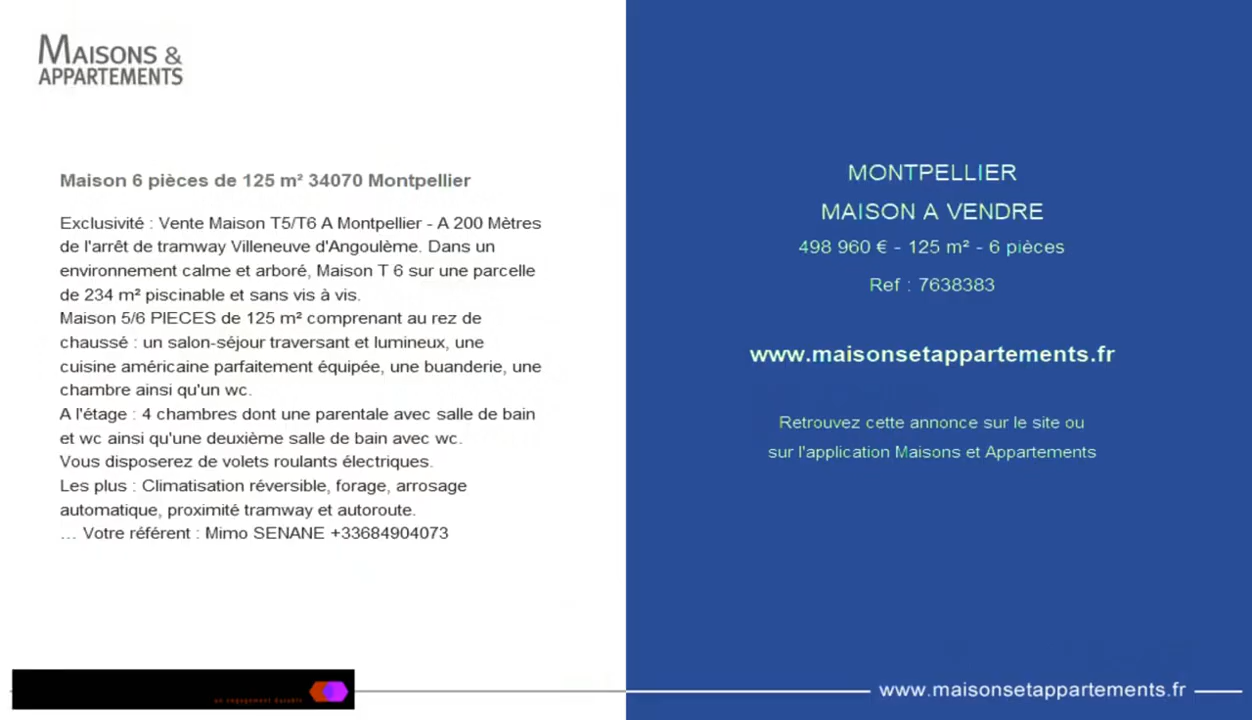 MAISONS &
APPARTEMENTS
Maison 6 pièces de 125 m² 34070 Montpellier
Exclusivité : Vente Maison T5/T6 A Montpellier - A 200 Mètres
de l'arrêt de tramway Villeneuve d'Angoulème. Dans un
environnement calme et arboré, Maison T 6 sur une parcelle
de 234 m² piscinable et sans vis à vis.
Maison 5/6 PIECES de 125 m² comprenant au rez de
chaussé : un salon-séjour traversant et lumineux, une
cuisine américaine parfaitement équipée, une buanderie, une
chambre ainsi qu'un wc.
A l'étage : 4 chambres dont une parentale avec salle de bain
et wc ainsi qu'une deuxième salle de bain avec wc.
Vous disposerez de volets roulants électriques.
Les plus : Climatisation réversible, forage, arrosage
automatique, proximité tramway et autoroute.
… Votre référent : Mimo SENANE +33684904073
un engagement durable
MONTPELLIER
MAISON A VENDRE
498 960 € - 125 m² - 6 pièces
Ref : 7638383
www.maisonsetappartements.fr
Retrouvez cette annonce sur le site ou
sur l'application Maisons et Appartements
www.maisonsetappartements.fr